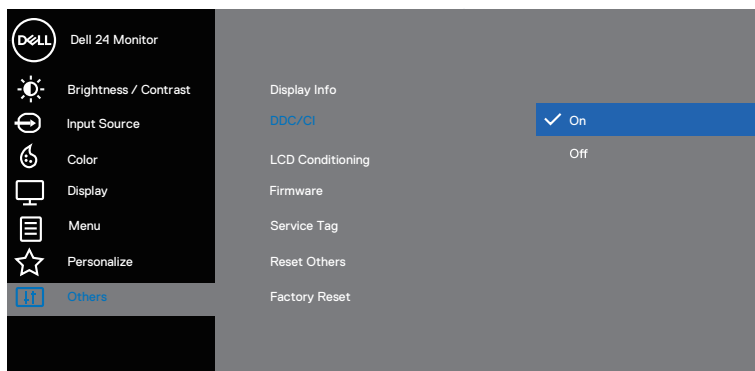 DELL
Dell 24 Monitor
Brightness / Contrast
Input Source
Color
Display
Menu
Personalize
Others
Display Info
DDC/CI
LCD Conditioning
Firmware
Service Tag
Reset Others
Factory Reset
On
Off